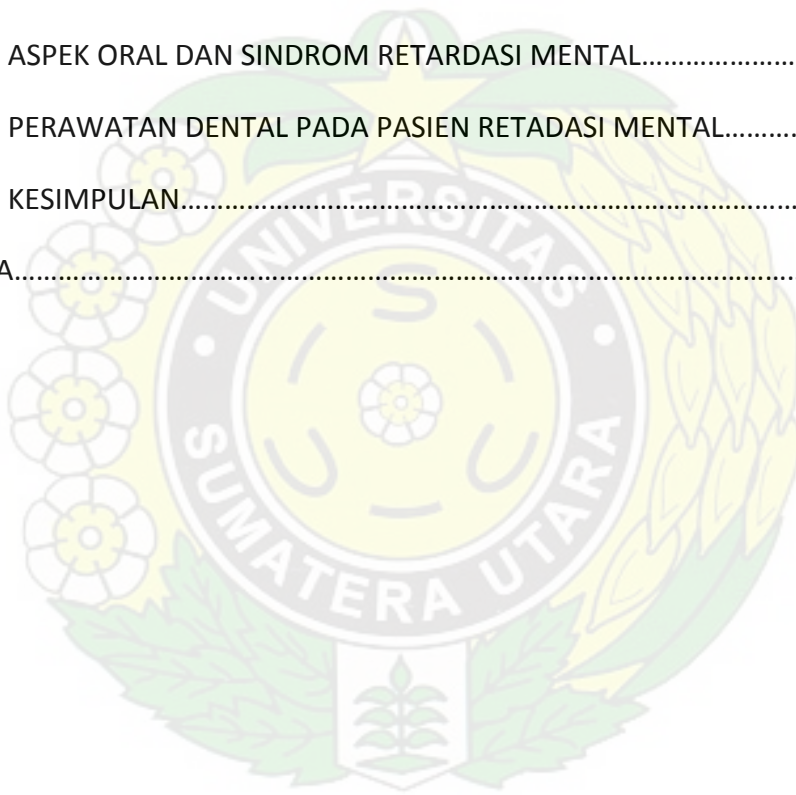 ASPEK ORAL DAN SINDROM RETARDASI MENTAL.....................
PERAWATAN DENTAL PADA PASIEN RETADASI MENTAL............
KESIMPULAN....................................................................................
A..........................................................................................................
UNIVERSITAS
SUMATERA UTARA